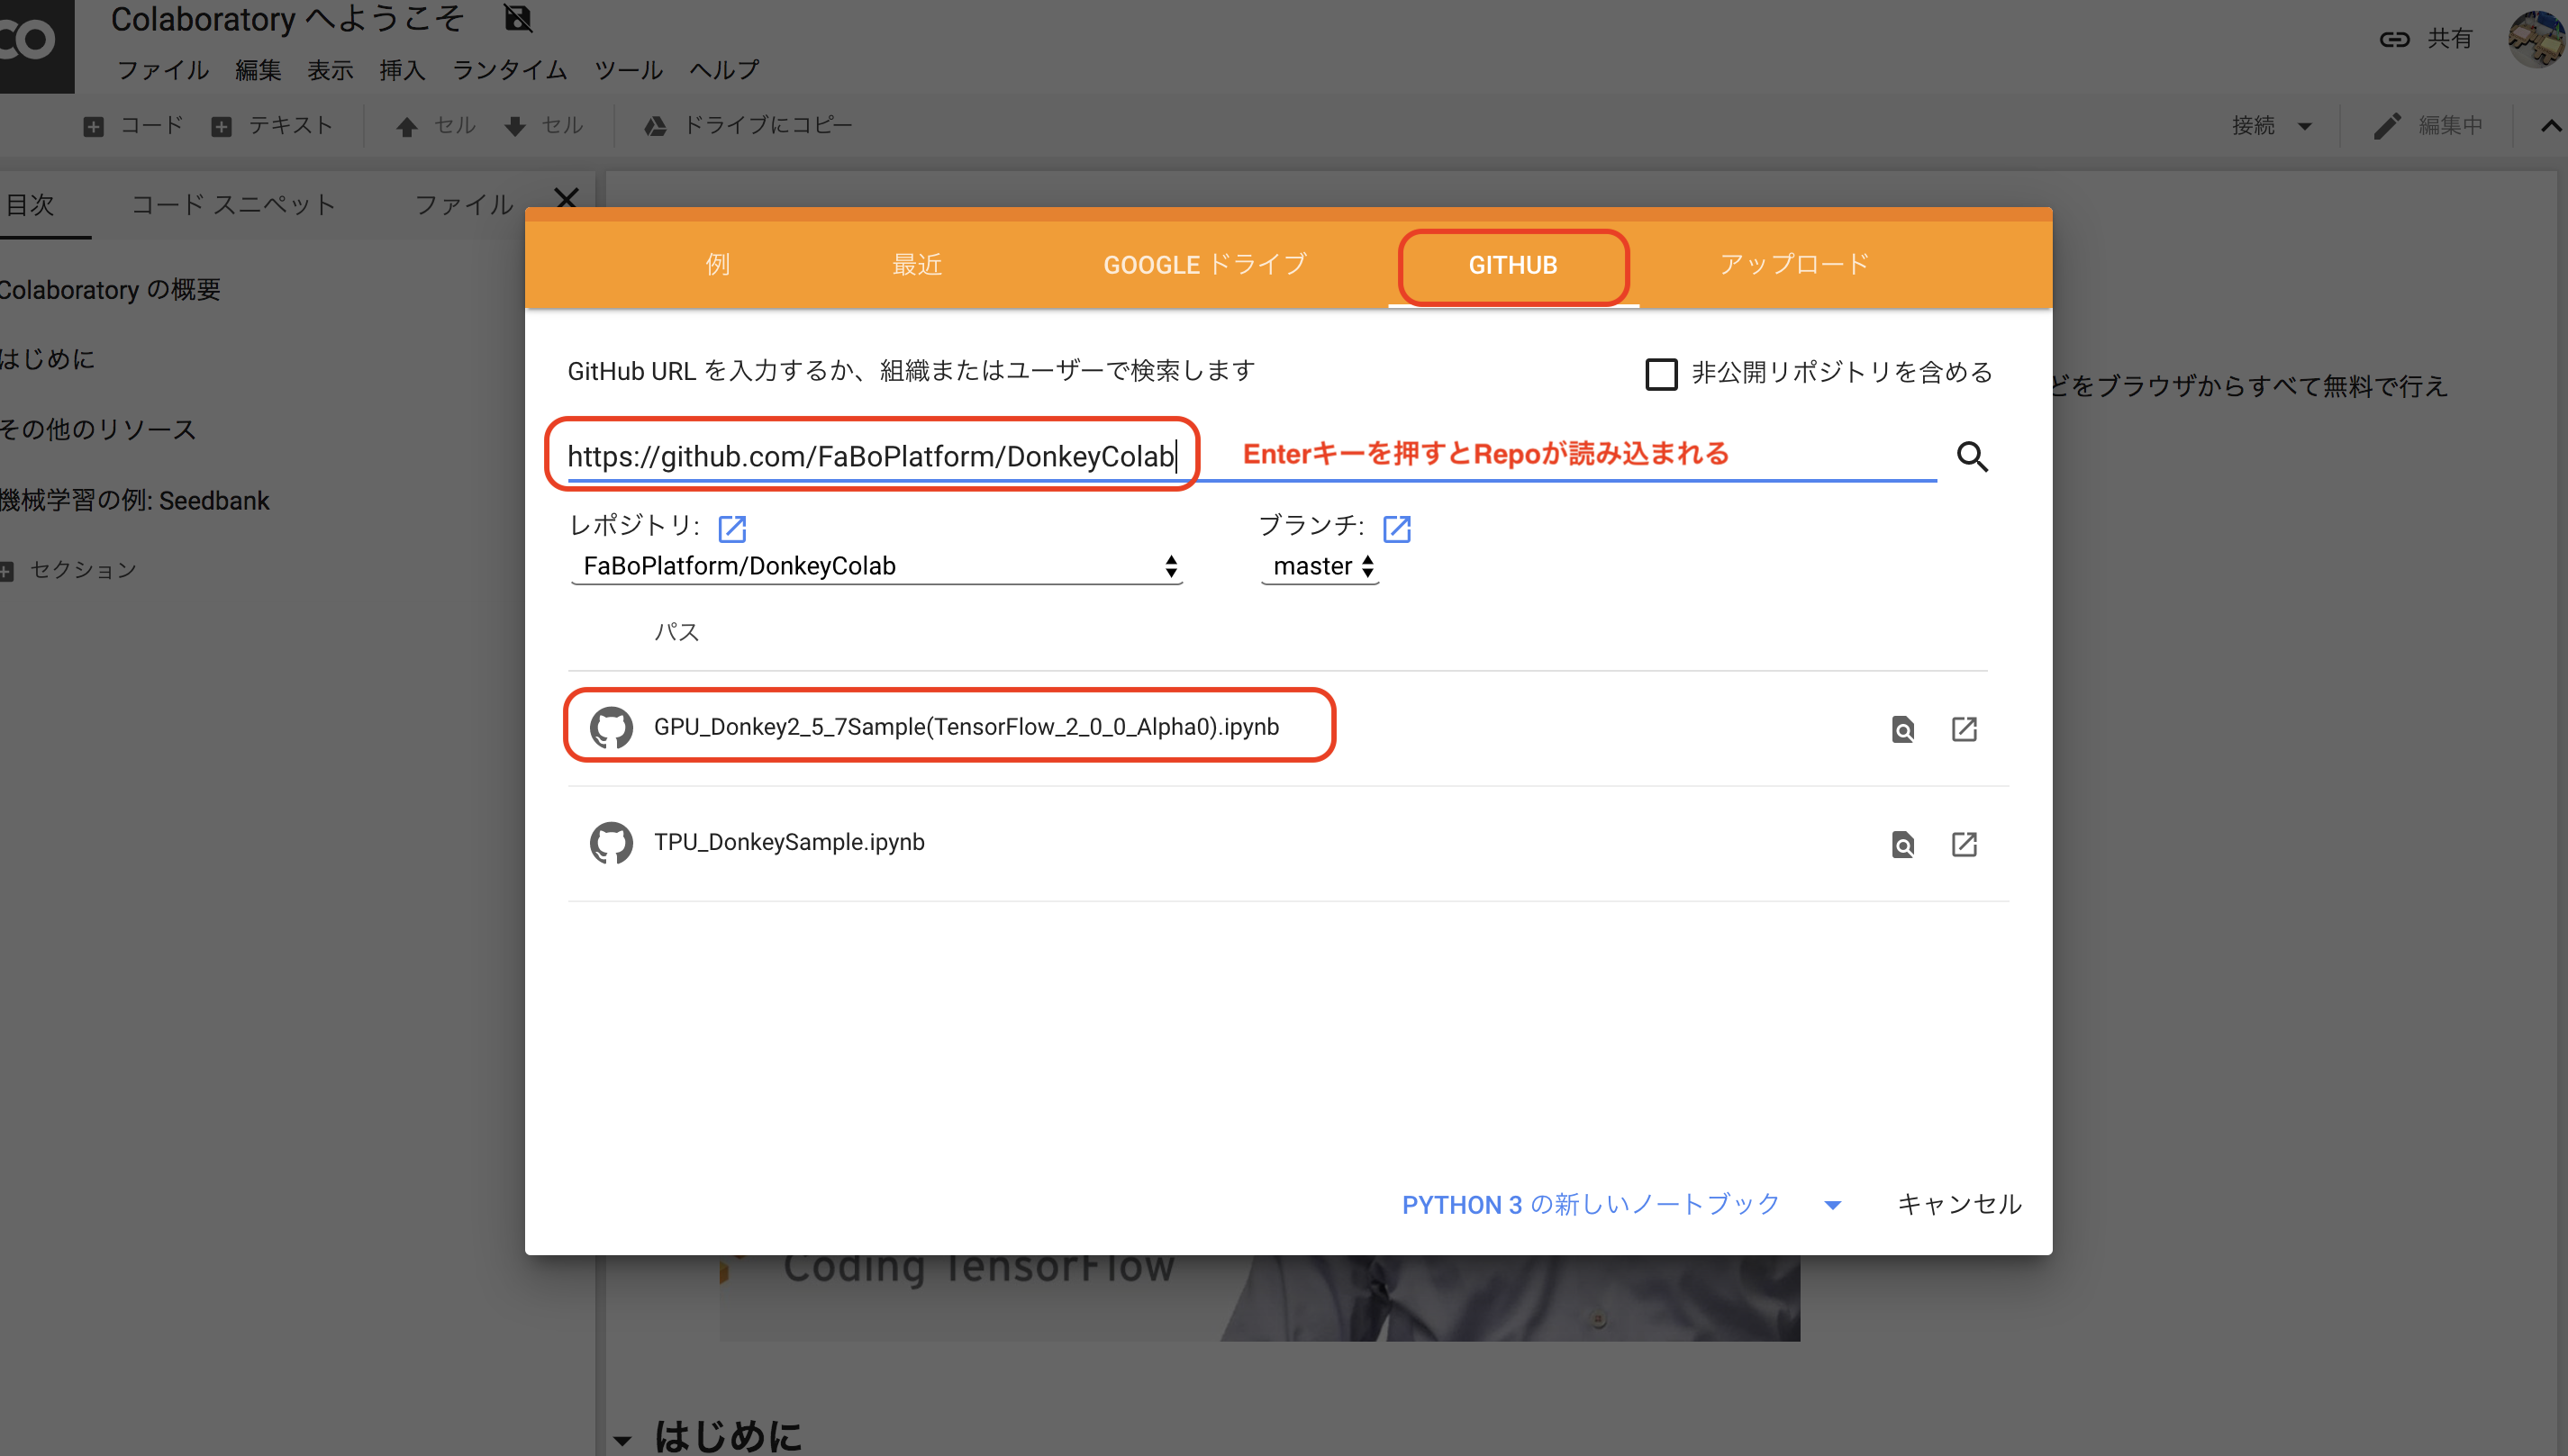 Colaboratory へようこそ
ファイル 編集 表示 挿入 ランタイム ツール ヘルプ
共有
コード テキスト セル セル ドライブにコピー
接続 編集中
目次 コード スニペット ファイル
Colaboratory の概要
はじめに
その他のリソース
機械学習の例: Seedbank
セクション
例 最近 GOOGLE ドライブ GITHUB アップロード
GitHub URL を入力するか、組織またはユーザーで検索します
非公開リポジトリを含める
どをブラウザからすべて無料で行え
https://github.com/FaBoPlatform/DonkeyColab
Enterキーを押すとRepoが読み込まれる
レポジトリ: ブランチ:
FaBoPlatform/DonkeyColab master
パス
GPU_Donkey2_5_7Sample(TensorFlow_2_0_0_Alpha0).ipynb
TPU_DonkeySample.ipynb
PYTHON 3 の新しいノートブック
キャンセル
Coding TensorFlow
はじめに